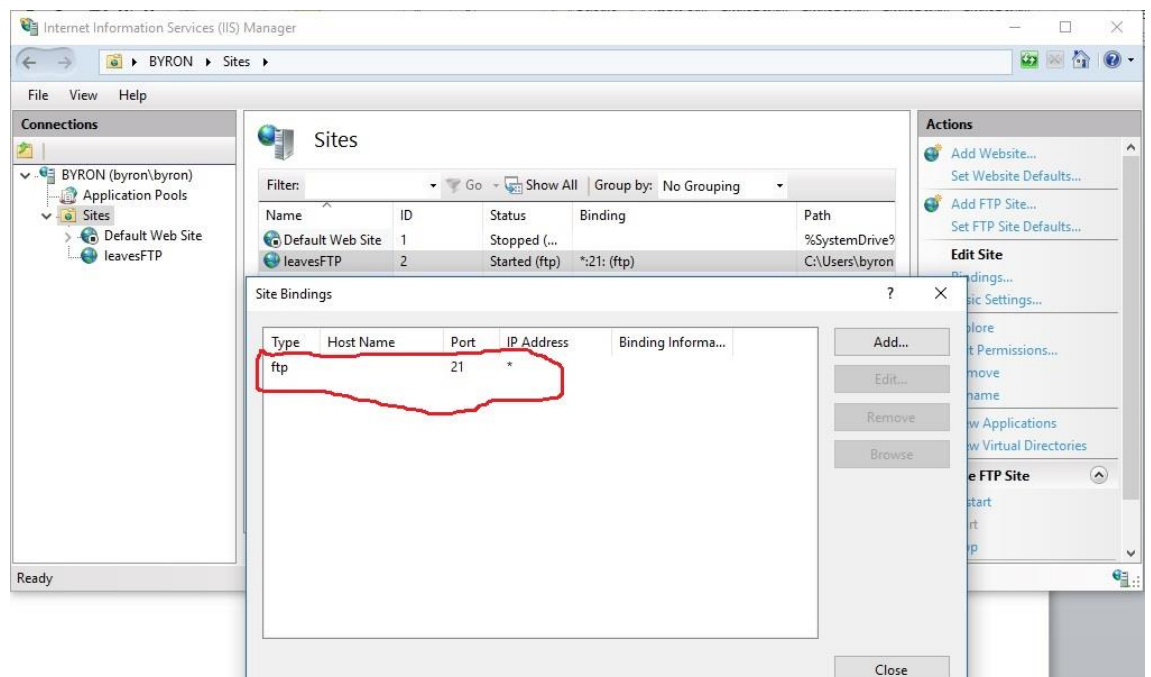 Internet Information Services (IIS) Manager
BYRON Sites
File View Help
Connections
BYRON (byron\byron)
Application Pools
Sites
Default Web Site
leavesFTP
Sites
Filter: Go Show All Group by: No Grouping
Name ID Status Binding Path
Default Web Site 1 Stopped (... %SystemDrive%
leavesFTP 2 Started (ftp) *:21: (ftp) C:\Users\byron
Actions
Add Website...
Set Website Defaults...
Add FTP Site...
Set FTP Site Defaults...
Edit Site
ndings...
sic Settings...
plore
t Permissions...
move
name
w Applications
w Virtual Directories
e FTP Site
start
rt
op
Site Bindings ?
Type Host Name Port IP Address Binding Informa...
ftp 21 *
Add...
Edit...
Remove
Browse
Close
Ready